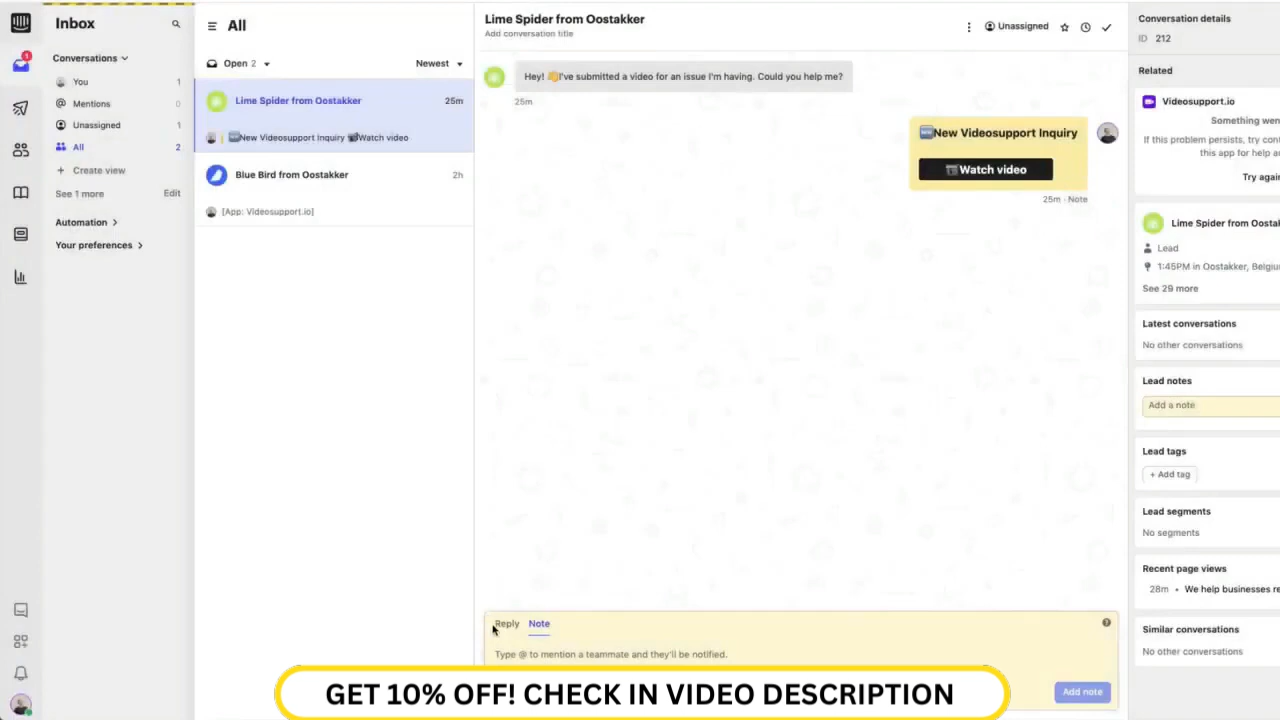 Inbox
Conversations
You 1
Mentions 0
Unassigned 1
All 2
+ Create view
See 1 more Edit
Automation
Your preferences
All
Open 2 Newest
Lime Spider from Oostakker 25m
New Videosupport Inquiry Watch video
Blue Bird from Oostakker 2h
[App: Videosupport.io]
Lime Spider from Oostakker
Add conversation title
Unassigned
Hey! I've submitted a video for an issue I'm having. Could you help me?
25m
New Videosupport Inquiry
Watch video
25m · Note
Reply Note
Type @ to mention a teammate and they'll be notified.
Add note
Conversation details
ID 212
Related
Videosupport.io
Something wen
If this problem persists, try cont
this app for help a
Try again
Lime Spider from Oostak
Lead
1:45PM in Oostakker, Belgiu
See 29 more
Latest conversations
No other conversations
Lead notes
Add a note
Lead tags
+ Add tag
Lead segments
No segments
Recent page views
28m • We help businesses re
Similar conversations
No other conversations
1
GET 10% OFF! CHECK IN VIDEO DESCRIPTION